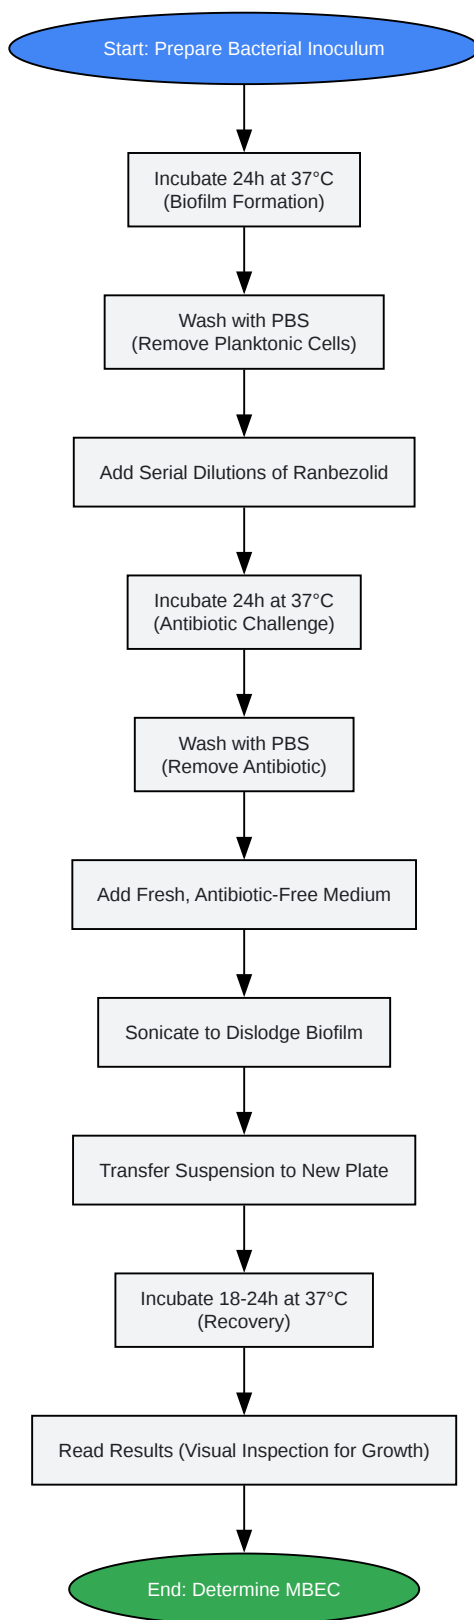 Start: Prepare Bacterial Inoculum
Incubate 24h at 37°C
(Biofilm Formation)
Wash with PBS
(Remove Planktonic Cells)
Add Serial Dilutions of Ranbezolid
Incubate 24h at 37°C
(Antibiotic Challenge)
Wash with PBS
(Remove Antibiotic)
Add Fresh, Antibiotic-Free Medium
Sonicate to Dislodge Biofilm
Transfer Suspension to New Plate
Incubate 18-24h at 37°C
(Recovery)
Read Results (Visual Inspection for Growth)
End: Determine MBEC